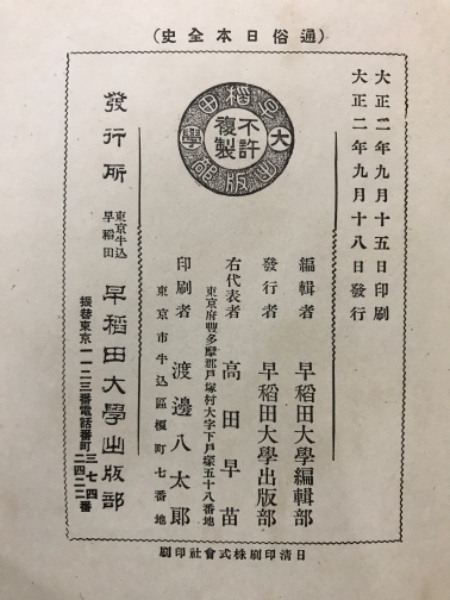 (通俗日本全史)
大正二年九月十五日印刷
大正二年九月十八日發行
編輯者 早稻田大學編輯部
發行者 早稻田大學出版部
右代表者 高田早苗
東京府豐多摩郡戸塚村大字下戸塚五十八番地
印刷者 渡邊八太郞
東京市牛込區榎町七番地
早稻田大學出版部
不許複製
發行所 東京牛込早稻田 早稻田大學出版部
振替東京一一二三番電話番町三七四番
二四二二
日清印刷株式會社印刷